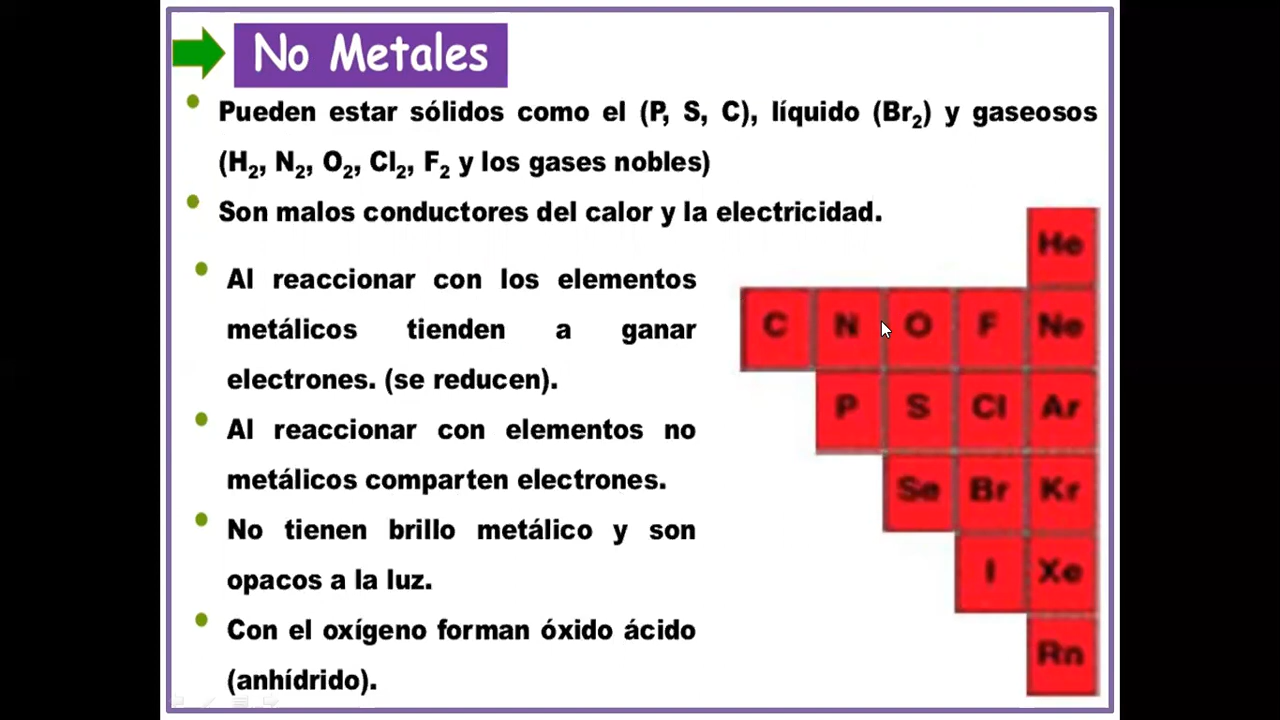 No Metales
• Pueden estar sólidos como el (P, S, C), líquido (Br₂) y gaseosos
(H₂, N₂, O₂, Cl₂, F₂ y los gases nobles)
• Son malos conductores del calor y la electricidad.
• Al reaccionar con los elementos
metálicos tienden a ganar
electrones. (se reducen).
• Al reaccionar con elementos no
metálicos comparten electrones.
• No tienen brillo metálico y son
opacos a la luz.
• Con el oxígeno forman óxido ácido
(anhídrido).
He
C N O F Ne
P S Cl Ar
Se Br Kr
I Xe
Rn